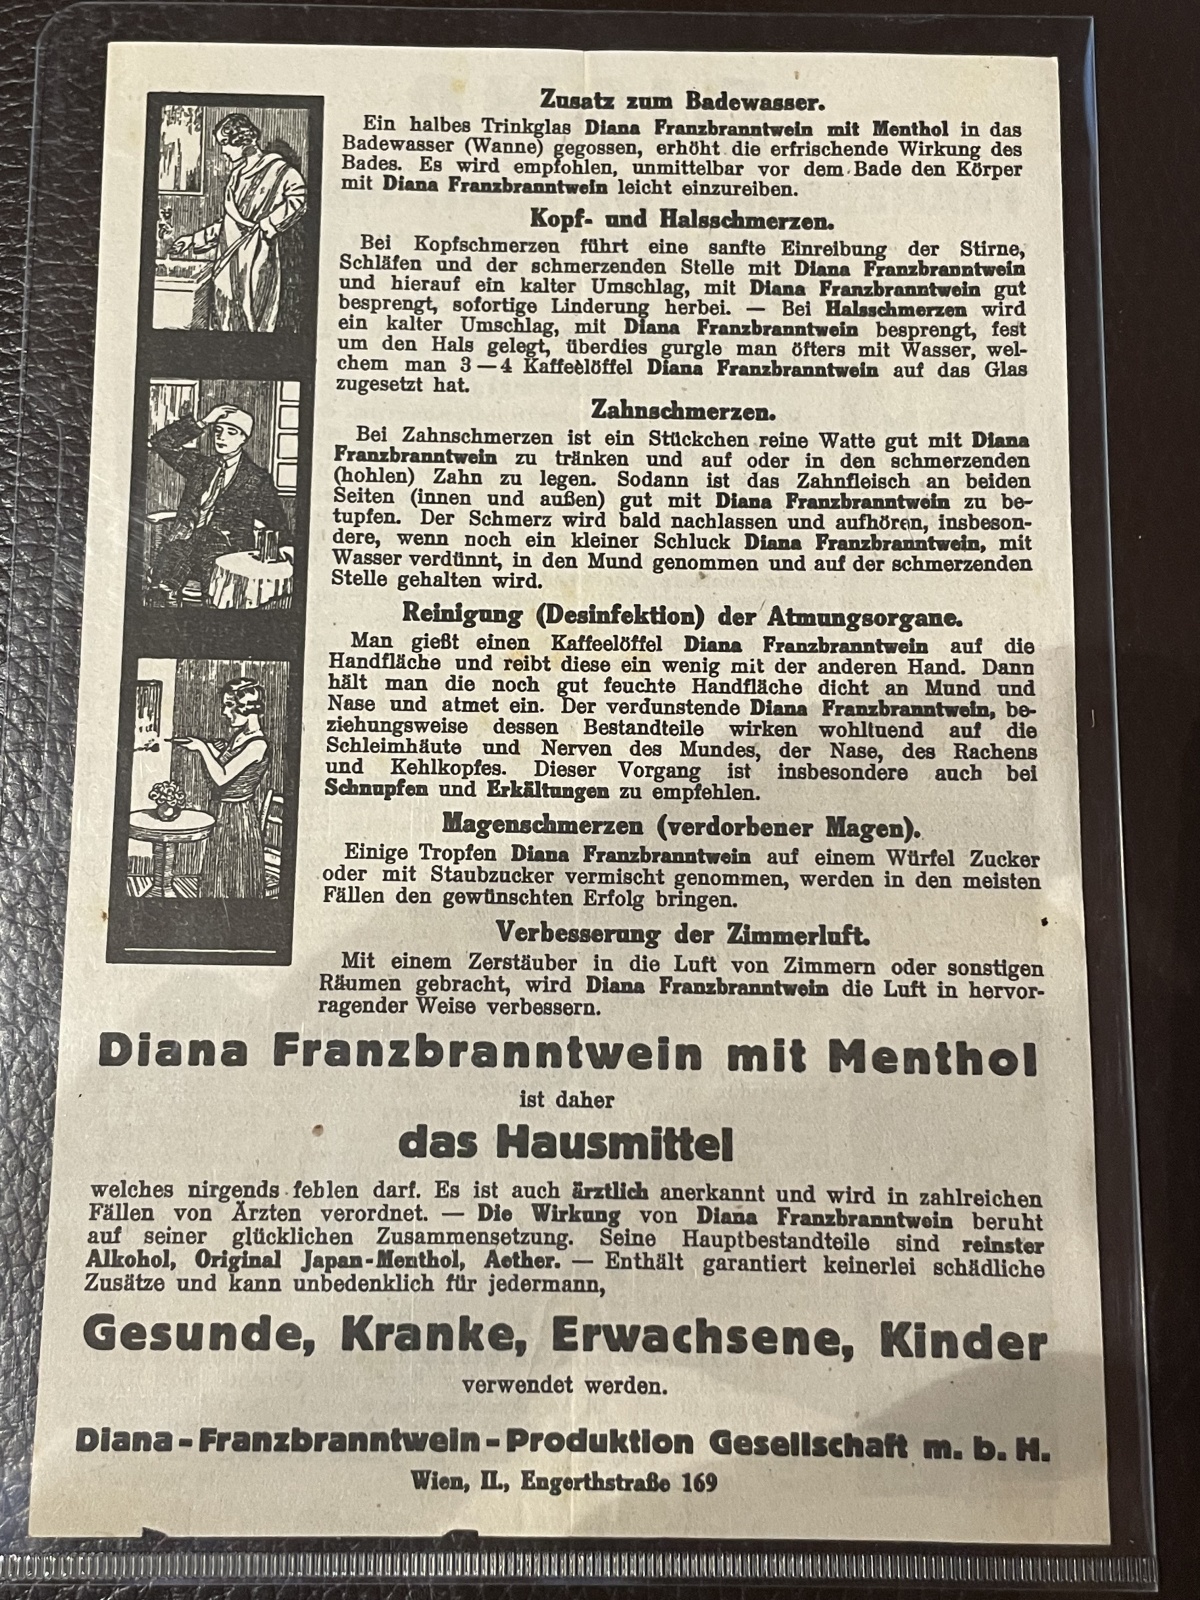 Zusatz zum Badewasser.
Ein halbes Trinkglas Diana Franzbranntwein mit Menthol in das
Badewasser (Wanne) gegossen, erhöht die erfrischende Wirkung des
Bades. Es wird empfohlen, unmittelbar vor dem Bade den Körper
mit Diana Franzbranntwein leicht einzureiben.
Kopf- und Halsschmerzen.
Bei Kopfschmerzen führt eine sanfte Einreibung der Stirne,
Schläfen und der schmerzenden Stelle mit Diana Franzbranntwein
und hierauf ein kalter Umschlag, mit Diana Franzbranntwein gut
besprengt, sofortige Linderung herbei. — Bei Halsschmerzen wird
ein kalter Umschlag, mit Diana Franzbranntwein besprengt, fest
um den Hals gelegt, überdies gurgle man öfters mit Wasser, wel-
chem man 3—4 Kaffeelöffel Diana Franzbranntwein auf das Glas
zugesetzt hat.
Zahnschmerzen.
Bei Zahnschmerzen ist ein Stückchen reine Watte gut mit Diana
Franzbranntwein zu tränken und auf oder in den schmerzenden
(hohlen) Zahn zu legen. Sodann ist das Zahnfleisch an beiden
Seiten (innen und außen) gut mit Diana Franzbranntwein zu be-
tupfen. Der Schmerz wird bald nachlassen und aufhören, insbeson-
dere, wenn noch ein kleiner Schluck Diana Franzbranntwein, mit
Wasser verdünnt, in den Mund genommen und auf der schmerzenden
Stelle gehalten wird.
Reinigung (Desinfektion) der Atmungsorgane.
Man gießt einen Kaffeelöffel Diana Franzbranntwein auf die
Handfläche und reibt diese ein wenig mit der anderen Hand. Dann
hält man die noch gut feuchte Handfläche dicht an Mund und
Nase und atmet ein. Der verdunstende Diana Franzbranntwein, be-
ziehungsweise dessen Bestandteile wirken wohltuend auf die
Schleimhäute und Nerven des Mundes, der Nase, des Rachens
und Kehlkopfes. Dieser Vorgang ist insbesondere auch bei
Schnupfen und Erkältungen zu empfehlen.
Magenschmerzen (verdorbener Magen).
Einige Tropfen Diana Franzbranntwein auf einem Würfel Zucker
oder mit Staubzucker vermischt genommen, werden in den meisten
Fällen den gewünschten Erfolg bringen.
Verbesserung der Zimmerluft.
Mit einem Zerstäuber in die Luft von Zimmern oder sonstigen
Räumen gebracht, wird Diana Franzbranntwein die Luft in hervor-
ragender Weise verbessern.
Diana Franzbranntwein mit Menthol
ist daher
das Hausmittel
welches nirgends fehlen darf. Es ist auch ärztlich anerkannt und wird in zahlreichen
Fällen von Ärzten verordnet. — Die Wirkung von Diana Franzbranntwein beruht
auf seiner glücklichen Zusammensetzung. Seine Hauptbestandteile sind reinster
Alkohol, Original Japan-Menthol, Aether. — Enthält garantiert keinerlei schädliche
Zusätze und kann unbedenklich für jedermann,
Gesunde, Kranke, Erwachsene, Kinder
verwendet werden.
Diana-Franzbranntwein-Produktion Gesellschaft m. b. H.
Wien, II., Engerthstraße 169